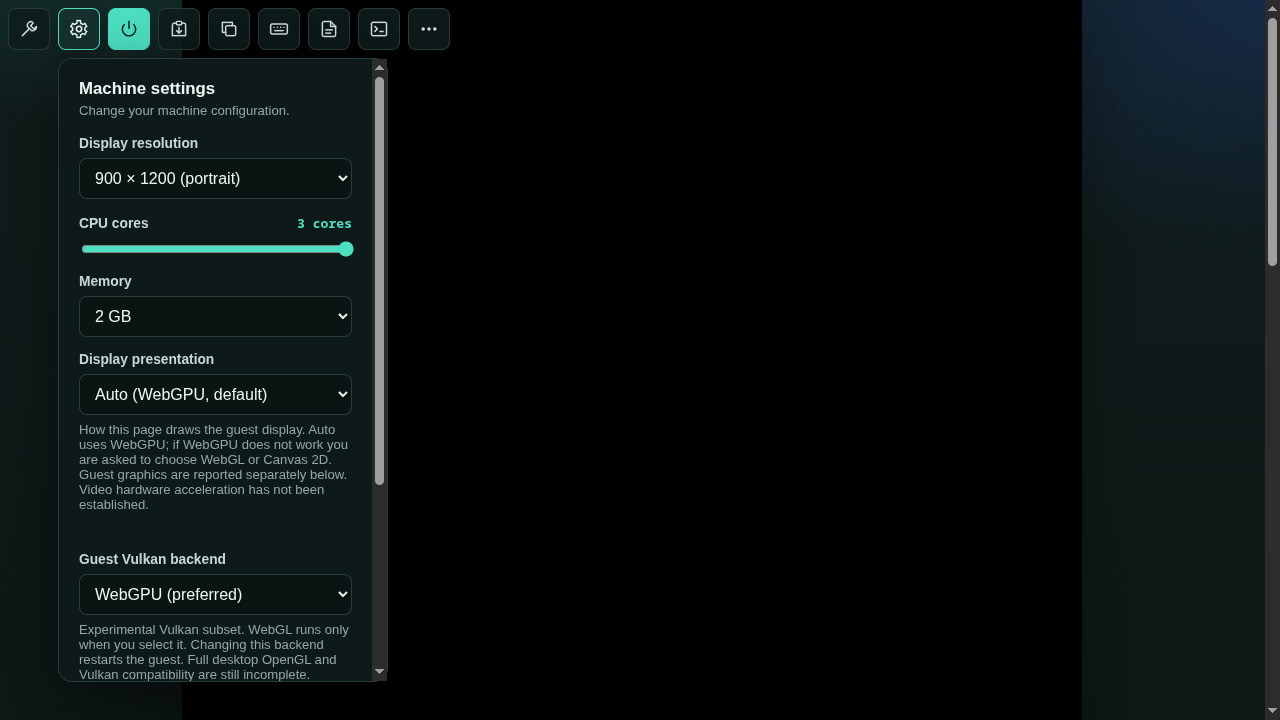 Machine settings
Change your machine configuration.
Display resolution
900 × 1200 (portrait)
CPU cores
3 cores
Memory
2 GB
Display presentation
Auto (WebGPU, default)
How this page draws the guest display. Auto
uses WebGPU; if WebGPU does not work you
are asked to choose WebGL or Canvas 2D.
Guest graphics are reported separately below.
Video hardware acceleration has not been
established.
Guest Vulkan backend
WebGPU (preferred)
Experimental Vulkan subset. WebGL runs only
when you select it. Changing this backend
restarts the guest. Full desktop OpenGL and
Vulkan compatibility are still incomplete.